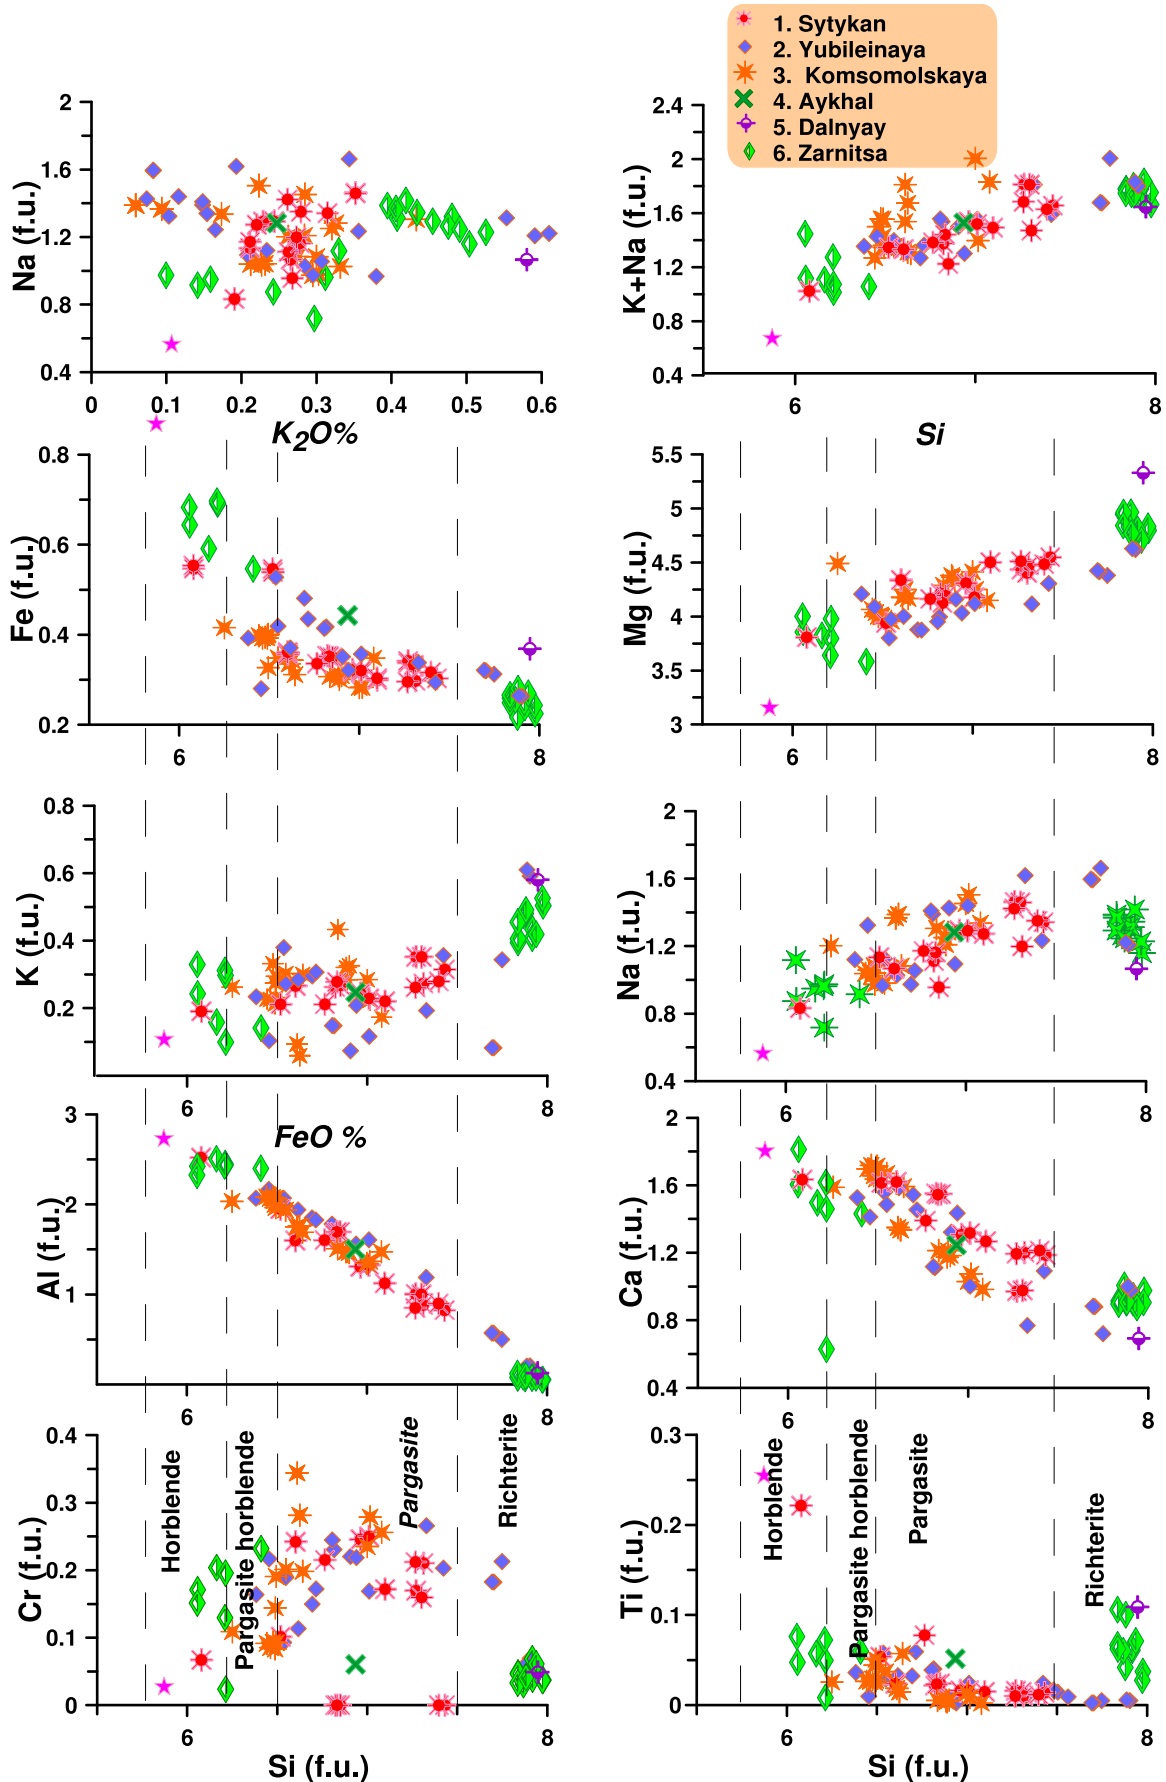 1. Sytykan
2. Yubileinaya
3. Komsomolskaya
4. Aykhal
5. Dalnyay
6. Zarnitsa
Na (f.u.)
2
1.6
1.2
0.8
0.4
0 0.1 0.2 0.3 0.4 0.5 0.6
K2O%
K+Na (f.u.)
2.4
2
1.6
1.2
0.8
0.4
6 8
Si
Fe (f.u.)
0.8
0.6
0.4
0.2
6 8
Mg (f.u.)
5.5
5
4.5
4
3.5
3
6 8
K (f.u.)
0.8
0.6
0.4
0.2
6 8
FeO %
Na (f.u.)
2
1.6
1.2
0.8
0.4
6 8
Al (f.u.)
3
2
1
6 8
Ca (f.u.)
2
1.6
1.2
0.8
0.4
6 8
Cr (f.u.)
0.4
0.3
0.2
0.1
0
Horblende
Pargasite horblende
Pargasite
Richterite
6 8
Si (f.u.)
Ti (f.u.)
0.3
0.2
0.1
0
Horblende
Pargasite horblende
Pargasite
Richterite
6 8
Si (f.u.)